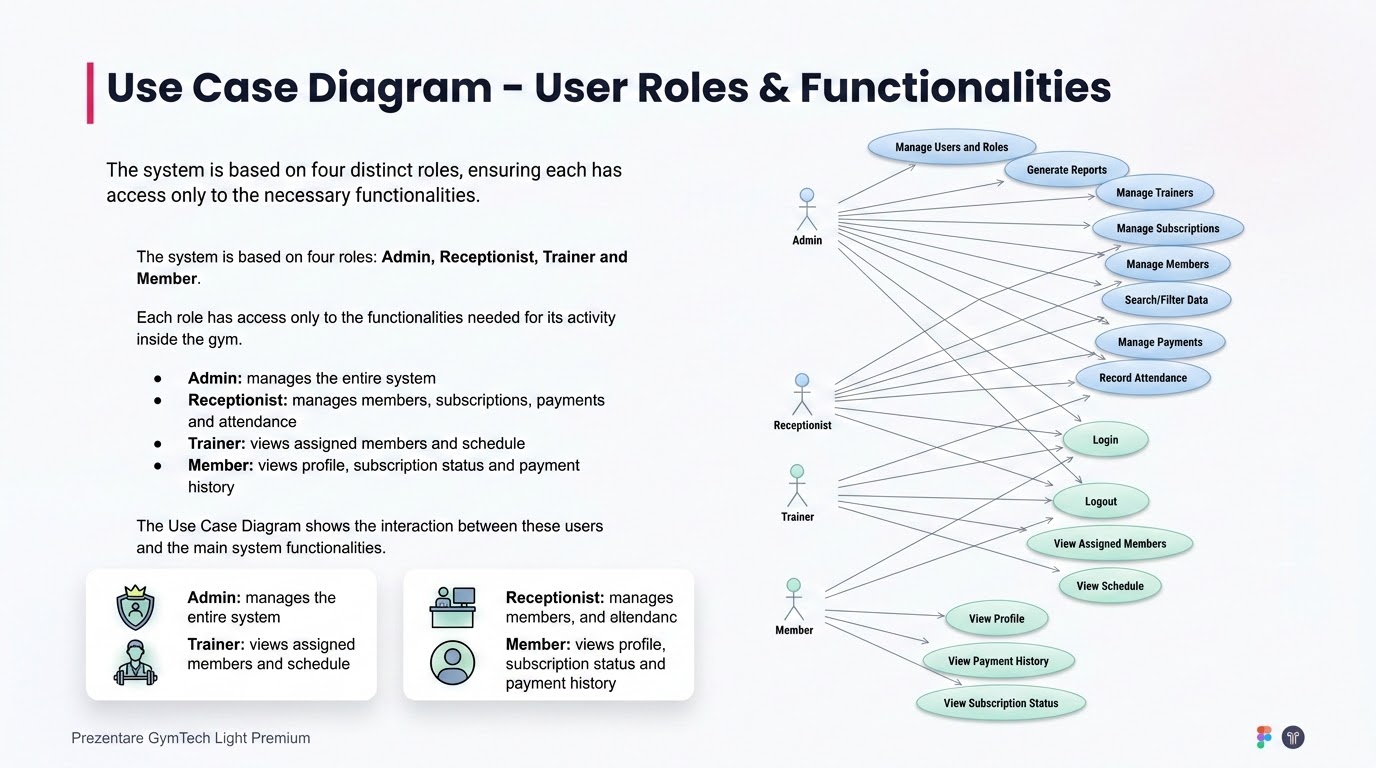 Use Case Diagram - User Roles & Functionalities
The system is based on four distinct roles, ensuring each has
access only to the necessary functionalities.
The system is based on four roles: Admin, Receptionist, Trainer and
Member.
Each role has access only to the functionalities needed for its activity
inside the gym.
● Admin: manages the entire system
● Receptionist: manages members, subscriptions, payments
and attendance
● Trainer: views assigned members and schedule
● Member: views profile, subscription status and payment
history
The Use Case Diagram shows the interaction between these users
and the main system functionalities.
Admin: manages the
entire system
Trainer: views assigned
members and schedule
Receptionist: manages
members, and eltendanc
Member: views profile,
subscription status and
payment history
Manage Users and Roles
Generate Reports
Manage Trainers
Manage Subscriptions
Manage Members
Search/Filter Data
Manage Payments
Record Attendance
Login
Logout
View Assigned Members
View Schedule
View Profile
View Payment History
View Subscription Status
Admin
Receptionist
Trainer
Member
Prezentare GymTech Light Premium